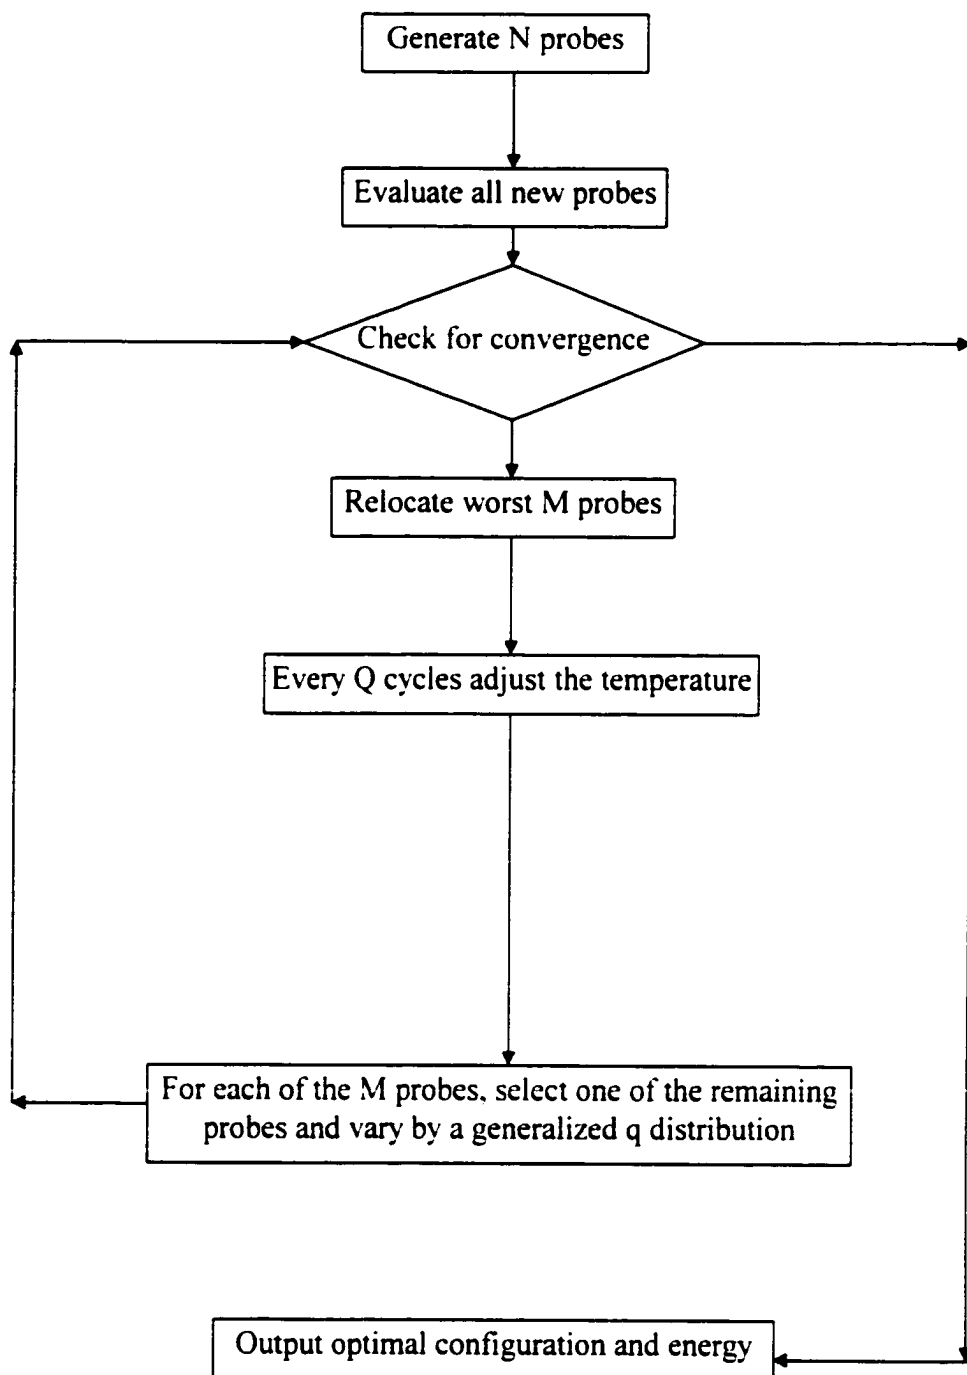 Generate N probes
Evaluate all new probes
Check for convergence
Relocate worst M probes
Every Q cycles adjust the temperature
For each of the M probes, select one of the remaining
probes and vary by a generalized q distribution
Output optimal configuration and energy